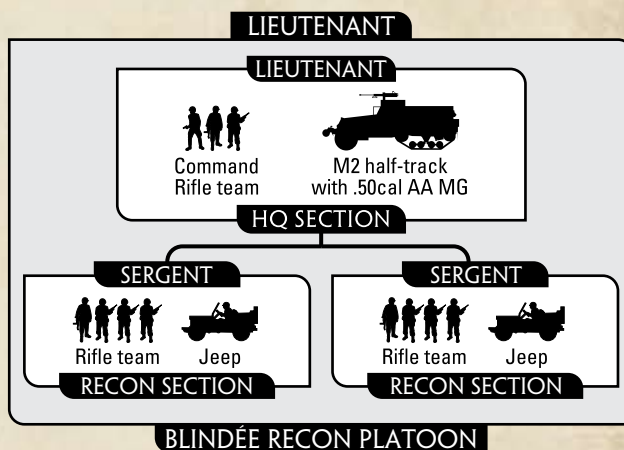 LIEUTENANT
LIEUTENANT
Command
Rifle team
M2 half-track
with .50cal AA MG
HQ SECTION
SERGENT
Rifle team
Jeep
RECON SECTION
SERGENT
Rifle team
Jeep
RECON SECTION
BLINDÉE RECON PLATOON